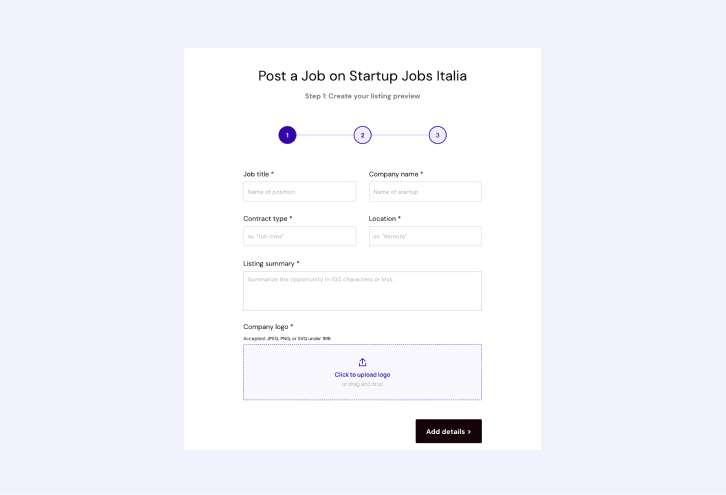 Post a Job on Startup Jobs Italia
Step 1: Create your listing preview
1 2 3
Job title * Company name *
Name of position Name of startup
Contract type * Location *
ex. "full-time" ex. "Remote"
Listing summary *
Summarize the opportunity in 100 characters or less.
Company logo *
Accepted: JPEG, PNG, or SVG under 1MB
Click to upload logo
or drag and drop
Add details >